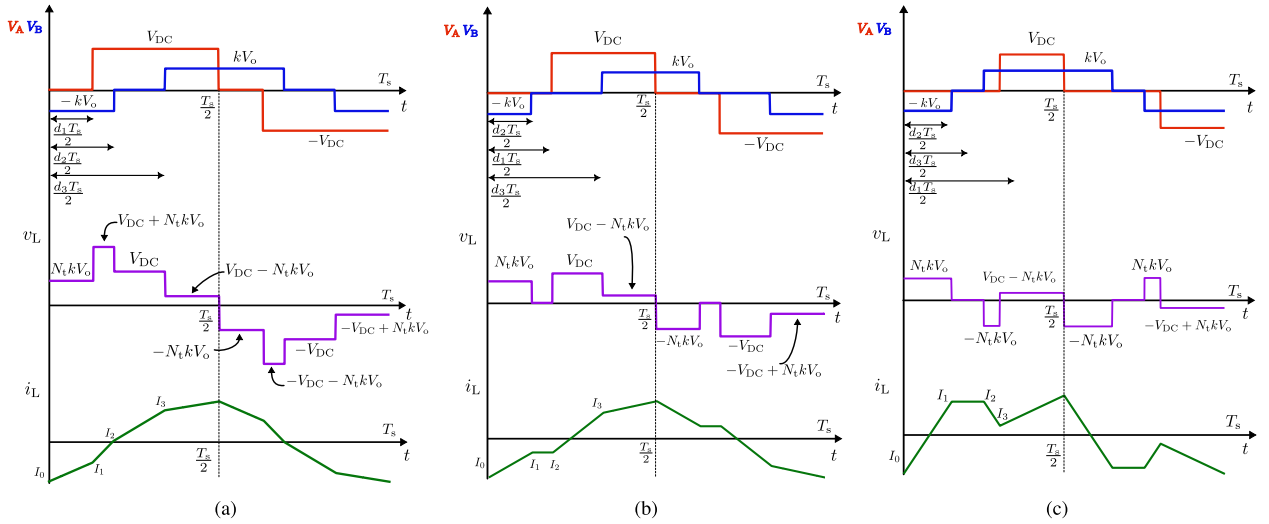 V_A V_B
V_DC
kV_o
T_s
T_s/2
t
-kV_o
-V_DC
d_1T_s/2
d_2T_s/2
d_3T_s/2
V_DC + N_tkV_o
v_L
N_tkV_o
V_DC
V_DC - N_tkV_o
T_s
T_s/2
t
-V_DC + N_tkV_o
-N_tkV_o
-V_DC
-V_DC - N_tkV_o
i_L
I_3
I_2
T_s
I_0
I_1
T_s/2
t
(a)
V_A V_B
V_DC
kV_o
T_s
T_s/2
t
-kV_o
-V_DC
d_2T_s/2
d_1T_s/2
d_3T_s/2
V_DC - N_tkV_o
v_L
N_tkV_o
V_DC
T_s
T_s/2
t
-N_tkV_o
-V_DC
-V_DC + N_tkV_o
i_L
I_3
T_s
I_0
I_1
I_2
T_s/2
t
(b)
V_A V_B
V_DC
kV_o
T_s
T_s/2
t
-kV_o
-V_DC
d_2T_s/2
d_3T_s/2
d_1T_s/2
v_L
N_tkV_o
V_DC - N_tkV_o
N_tkV_o
T_s
T_s/2
t
-N_tkV_o
-N_tkV_o
-V_DC + N_tkV_o
i_L
I_1
I_2
I_3
T_s
I_0
T_s/2
t
(c)